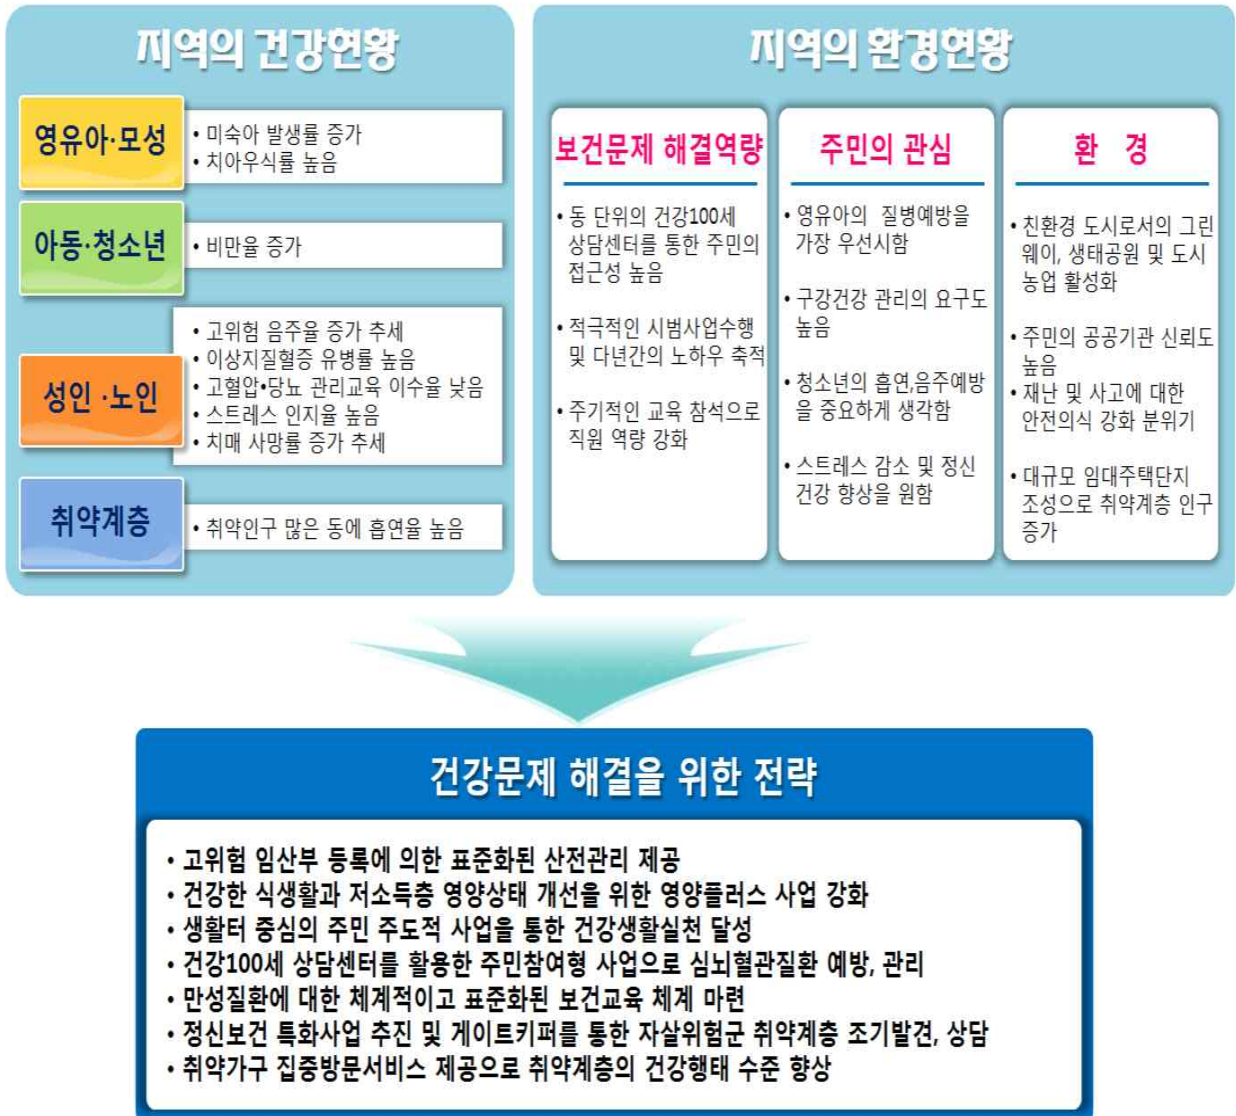 지역의 건강현황
영유아·모성
• 미숙아 발생률 증가
• 치아우식률 높음
아동·청소년
• 비만율 증가
성인 ·노인
• 고위험 음주율 증가 추세
• 이상지질혈증 유병률 높음
• 고혈압•당뇨 관리교육 이수율 낮음
• 스트레스 인지율 높음
• 치매 사망률 증가 추세
취약계층
• 취약인구 많은 동에 흡연율 높음
지역의 환경현황
보건문제 해결역량
• 동 단위의 건강100세
상담센터를 통한 주민의
접근성 높음
• 적극적인 시범사업수행
및 다년간의 노하우 축적
• 주기적인 교육 참석으로
직원 역량 강화
주민의 관심
• 영유아의 질병예방을
가장 우선시함
• 구강건강 관리의 요구도
높음
• 청소년의 흡연,음주예방
을 중요하게 생각함
• 스트레스 감소 및 정신
건강 향상을 원함
환 경
• 친환경 도시로서의 그린
웨이, 생태공원 및 도시
농업 활성화
• 주민의 공공기관 신뢰도
높음
• 재난 및 사고에 대한
안전의식 강화 분위기
• 대규모 임대주택단지
조성으로 취약계층 인구
증가
건강문제 해결을 위한 전략
• 고위험 임산부 등록에 의한 표준화된 산전관리 제공
• 건강한 식생활과 저소득층 영양상태 개선을 위한 영양플러스 사업 강화
• 생활터 중심의 주민 주도적 사업을 통한 건강생활실천 달성
• 건강100세 상담센터를 활용한 주민참여형 사업으로 심뇌혈관질환 예방, 관리
• 만성질환에 대한 체계적이고 표준화된 보건교육 체계 마련
• 정신보건 특화사업 추진 및 게이트키퍼를 통한 자살위험군 취약계층 조기발견, 상담
• 취약가구 집중방문서비스 제공으로 취약계층의 건강행태 수준 향상